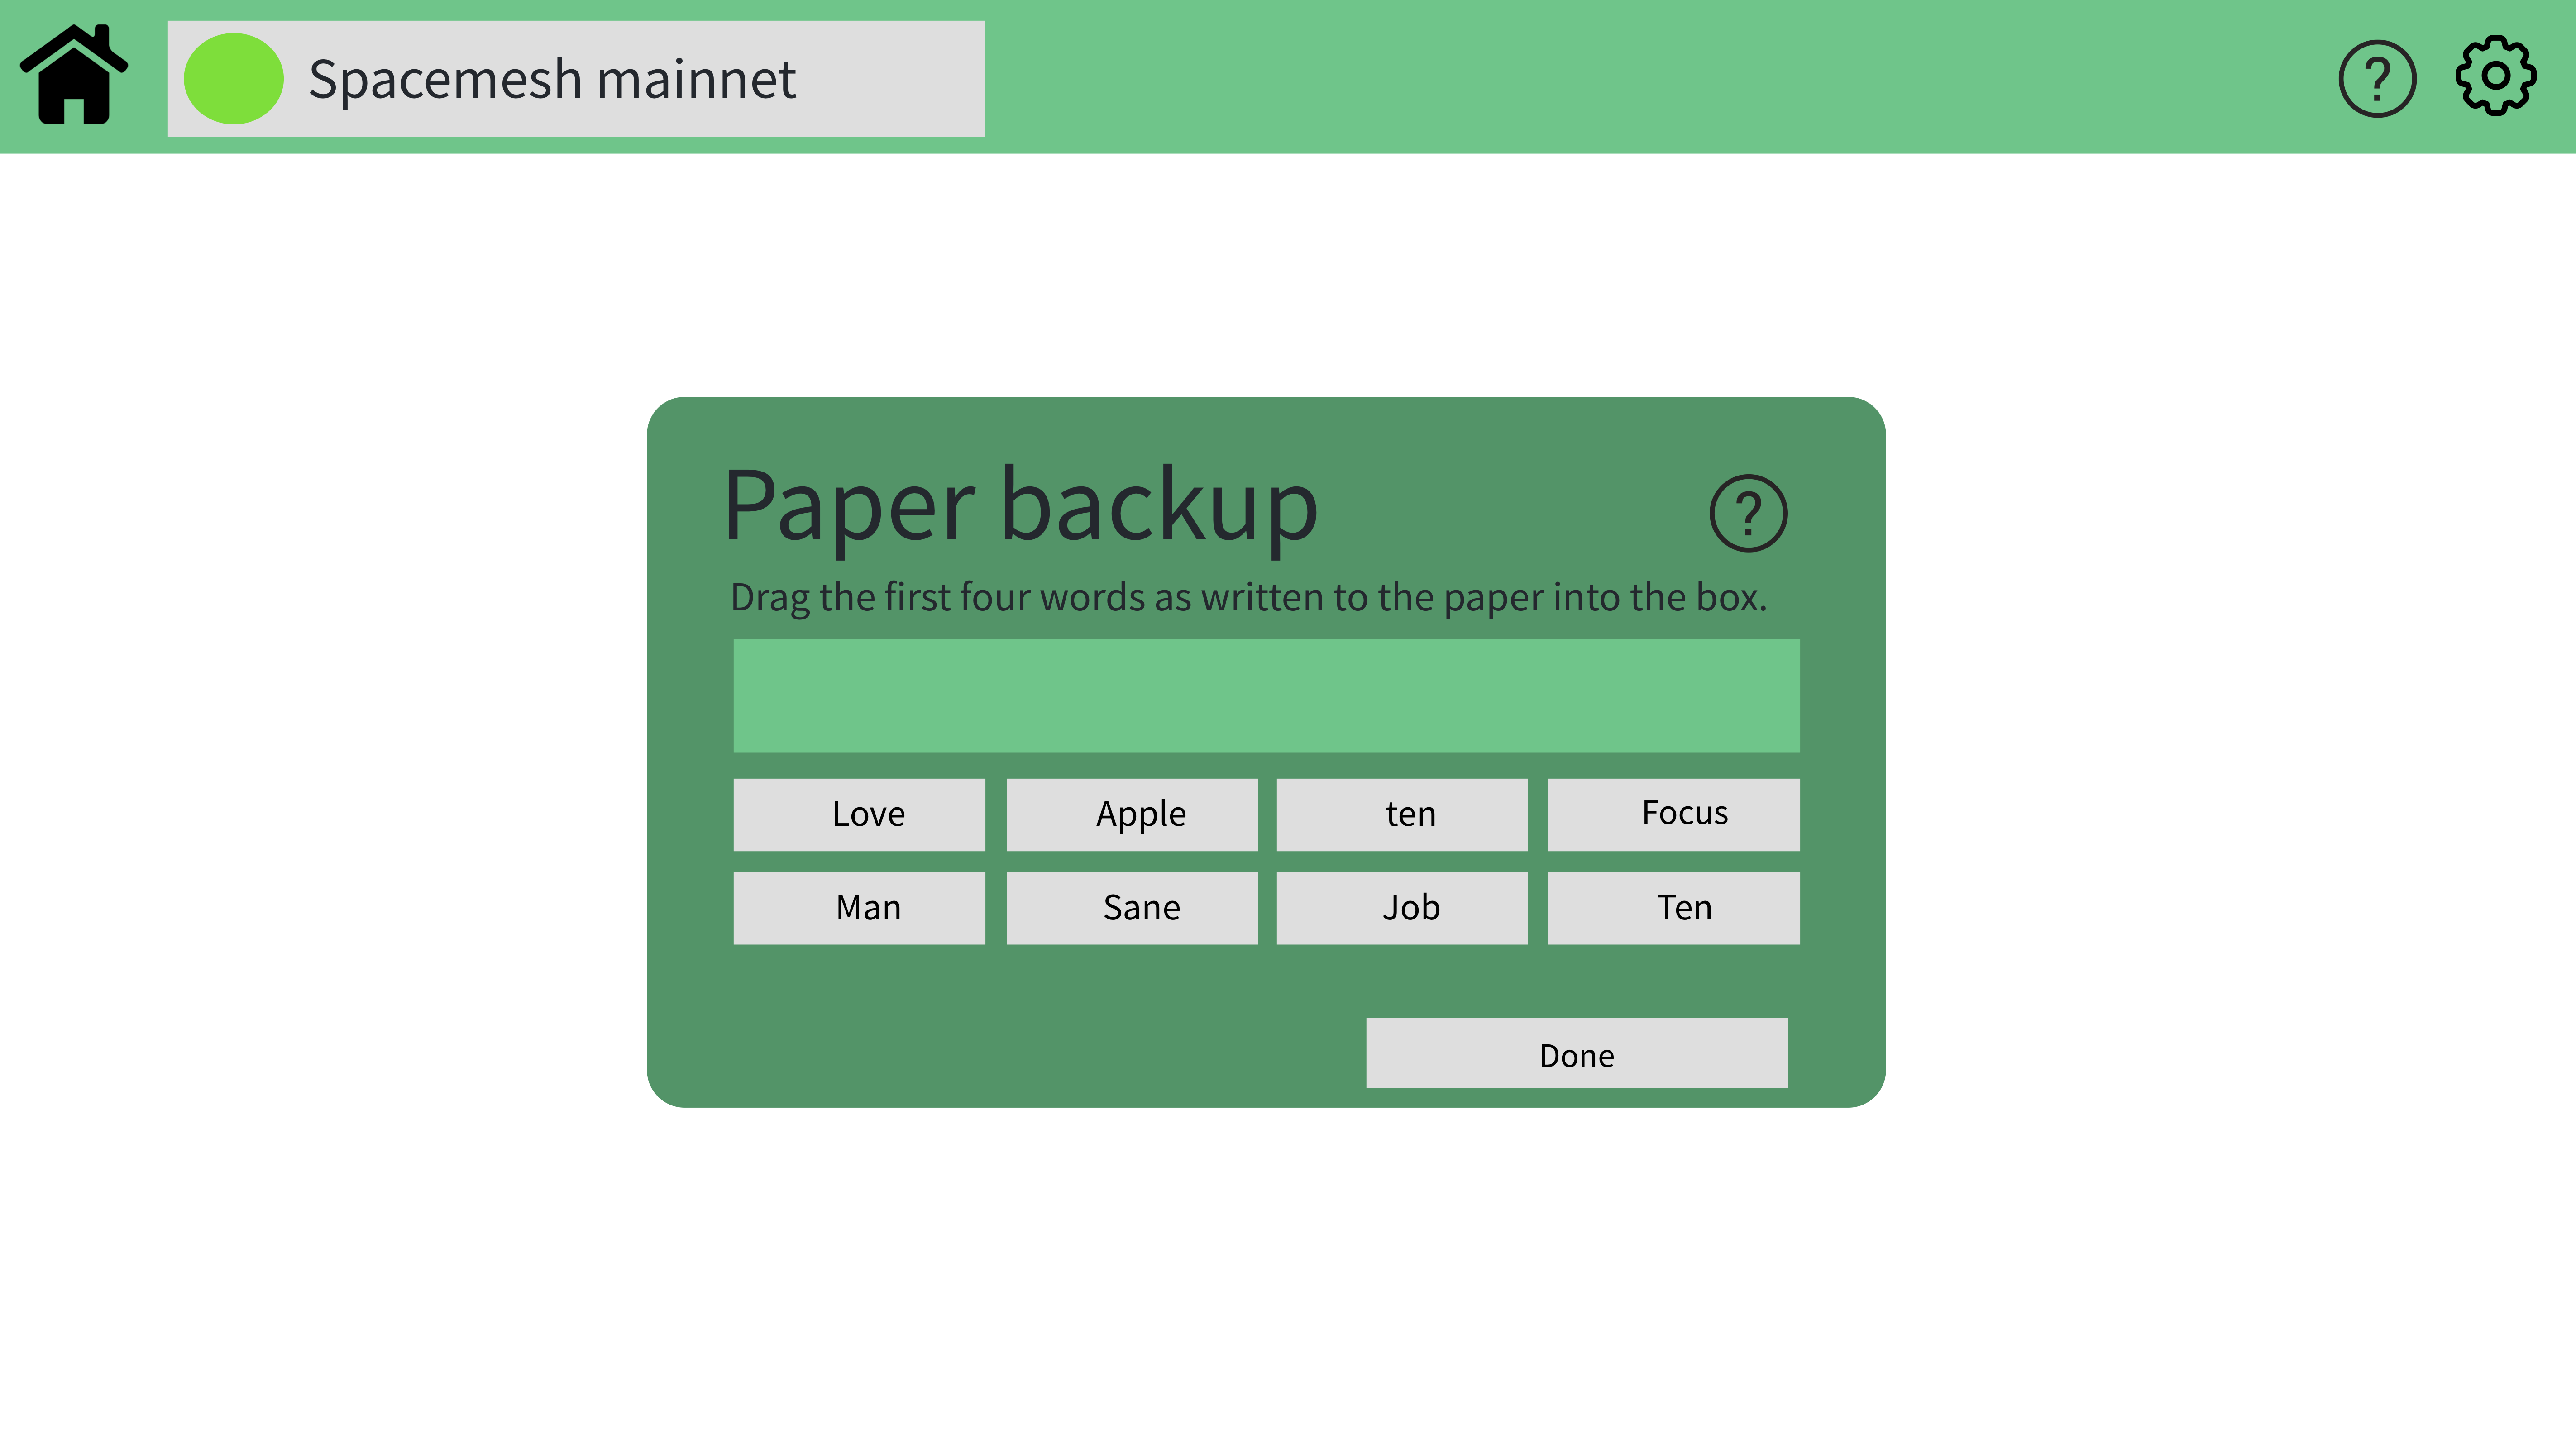 Spacemesh mainnet
?
Paper backup
?
Drag the first four words as written to the paper into the box.
Love Apple ten Focus
Man Sane Job Ten
Done